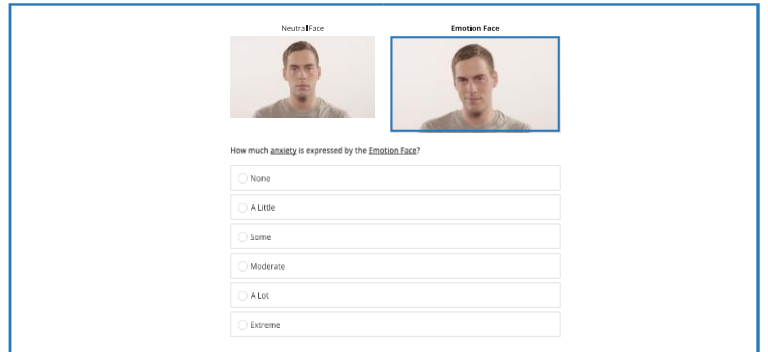 Neutral Face
Emotion Face
How much anxiety is expressed by the Emotion Face?
None
A Little
Some
Moderate
A Lot
Extreme